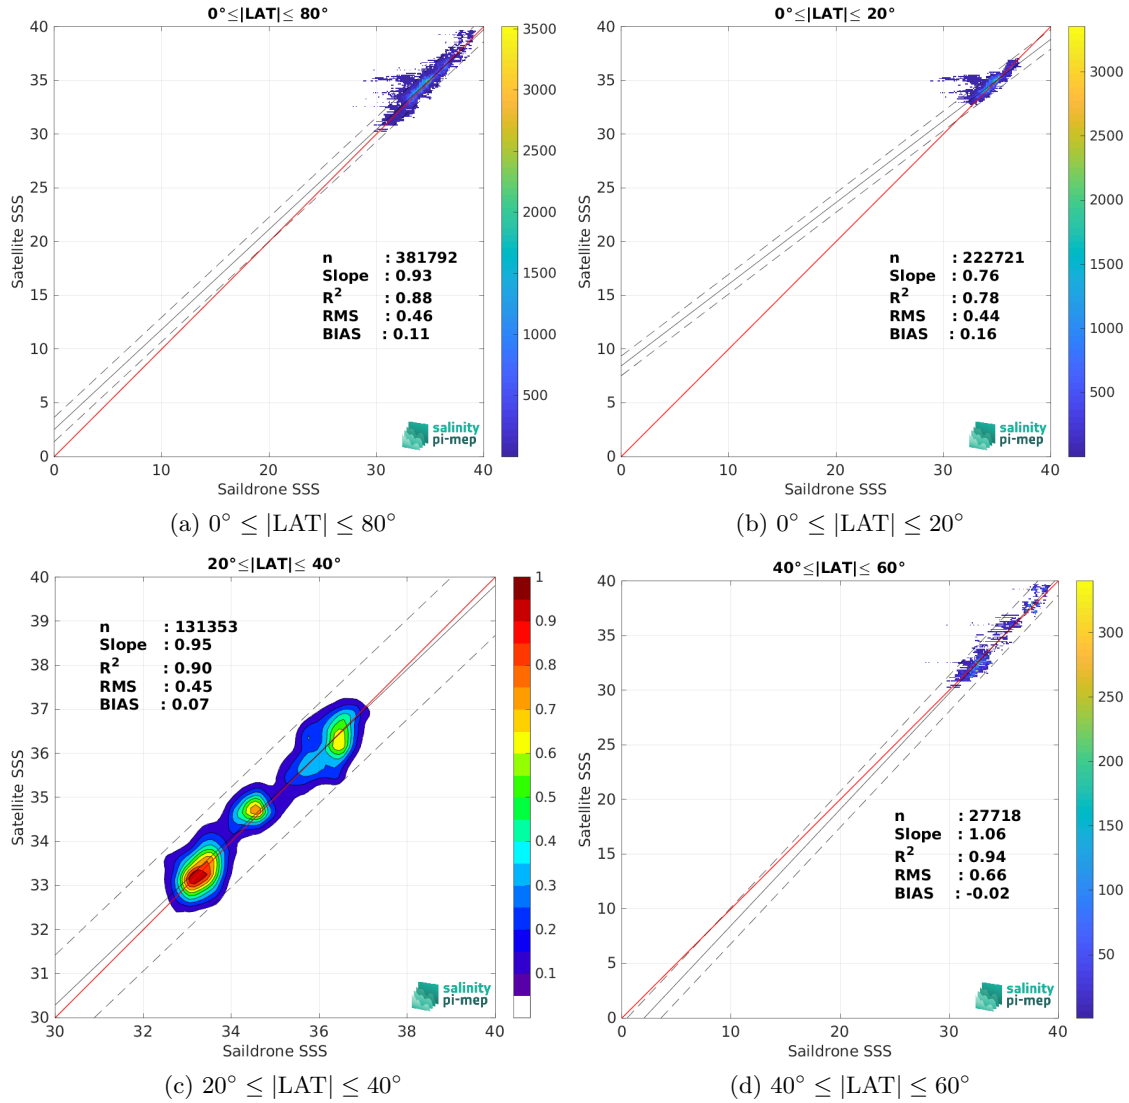 0°≤|LAT|≤ 80°
40
35
30
25
20
15
10
5
0
0
10
20
30
40
Satellite SSS
Saildrone SSS
n : 381792
Slope : 0.93
R² : 0.88
RMS : 0.46
BIAS : 0.11
salinity
pi-mep
3500
3000
2500
2000
1500
1000
500
(a) 0° ≤ |LAT| ≤ 80°
0°≤|LAT|≤ 20°
40
35
30
25
20
15
10
5
0
0
10
20
30
40
Satellite SSS
Saildrone SSS
n : 222721
Slope : 0.76
R² : 0.78
RMS : 0.44
BIAS : 0.16
salinity
pi-mep
3000
2500
2000
1500
1000
500
(b) 0° ≤ |LAT| ≤ 20°
20°≤|LAT|≤ 40°
40
39
38
37
36
35
34
33
32
31
30
30
32
34
36
38
40
Satellite SSS
Saildrone SSS
n : 131353
Slope : 0.95
R² : 0.90
RMS : 0.45
BIAS : 0.07
salinity
pi-mep
1
0.9
0.8
0.7
0.6
0.5
0.4
0.3
0.2
0.1
(c) 20° ≤ |LAT| ≤ 40°
40°≤|LAT|≤ 60°
40
35
30
25
20
15
10
5
0
0
10
20
30
40
Satellite SSS
Saildrone SSS
n : 27718
Slope : 1.06
R² : 0.94
RMS : 0.66
BIAS : -0.02
salinity
pi-mep
300
250
200
150
100
50
0
(d) 40° ≤ |LAT| ≤ 60°